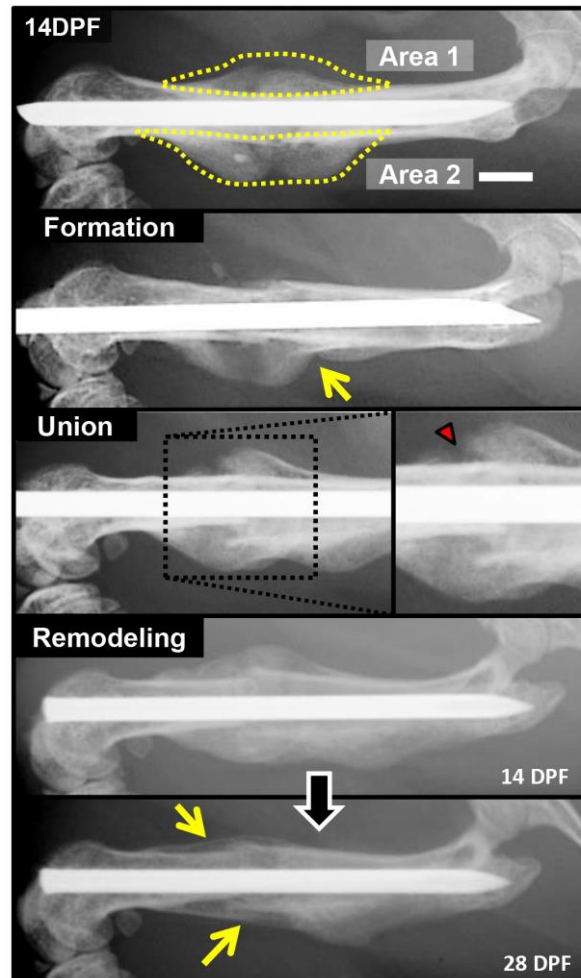 14DPF
Area 1
Area 2
Formation
Union
Remodeling
14 DPF
28 DPF